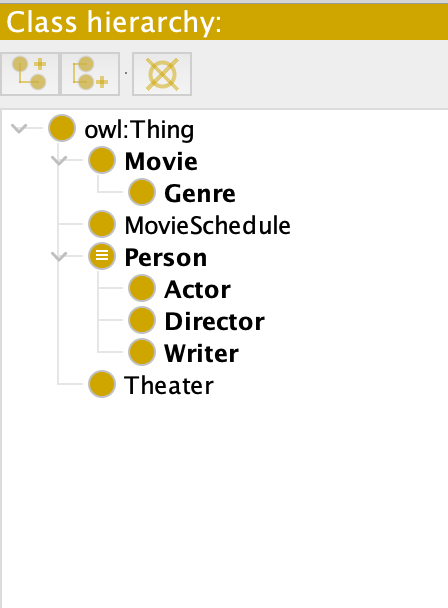 Class hierarchy:
owl:Thing
Movie
Genre
MovieSchedule
Person
Actor
Director
Writer
Theater